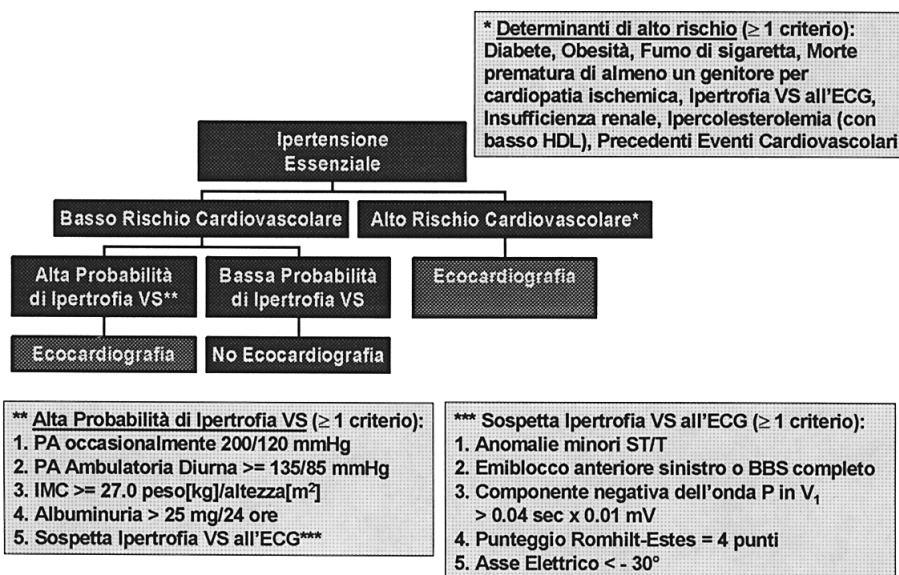 * Determinanti di alto rischio (≥ 1 criterio):
Diabete, Obesità, Fumo di sigaretta, Morte
prematura di almeno un genitore per
cardiopatia ischemica, Ipertrofia VS all'ECG,
Insufficienza renale, Ipercolesterolemia (con
basso HDL), Precedenti Eventi Cardiovascolari
Ipertensione
Essenziale
Basso Rischio Cardiovascolare
Alto Rischio Cardiovascolare*
Alta Probabilità
di Ipertrofia VS**
Bassa Probabilità
di Ipertrofia VS
Ecocardiografia
Ecocardiografia
No Ecocardiografia
** Alta Probabilità di Ipertrofia VS (≥ 1 criterio):
1. PA occasionalmente 200/120 mmHg
2. PA Ambulatoria Diurna >= 135/85 mmHg
3. IMC >= 27.0 peso[kg]/altezza[m²]
4. Albuminuria > 25 mg/24 ore
5. Sospetta Ipertrofia VS all'ECG***
*** Sospetta Ipertrofia VS all'ECG (≥ 1 criterio):
1. Anomalie minori ST/T
2. Emiblocco anteriore sinistro o BBS completo
3. Componente negativa dell'onda P in V₁
> 0.04 sec x 0.01 mV
4. Punteggio Romhilt-Estes = 4 punti
5. Asse Elettrico < - 30°